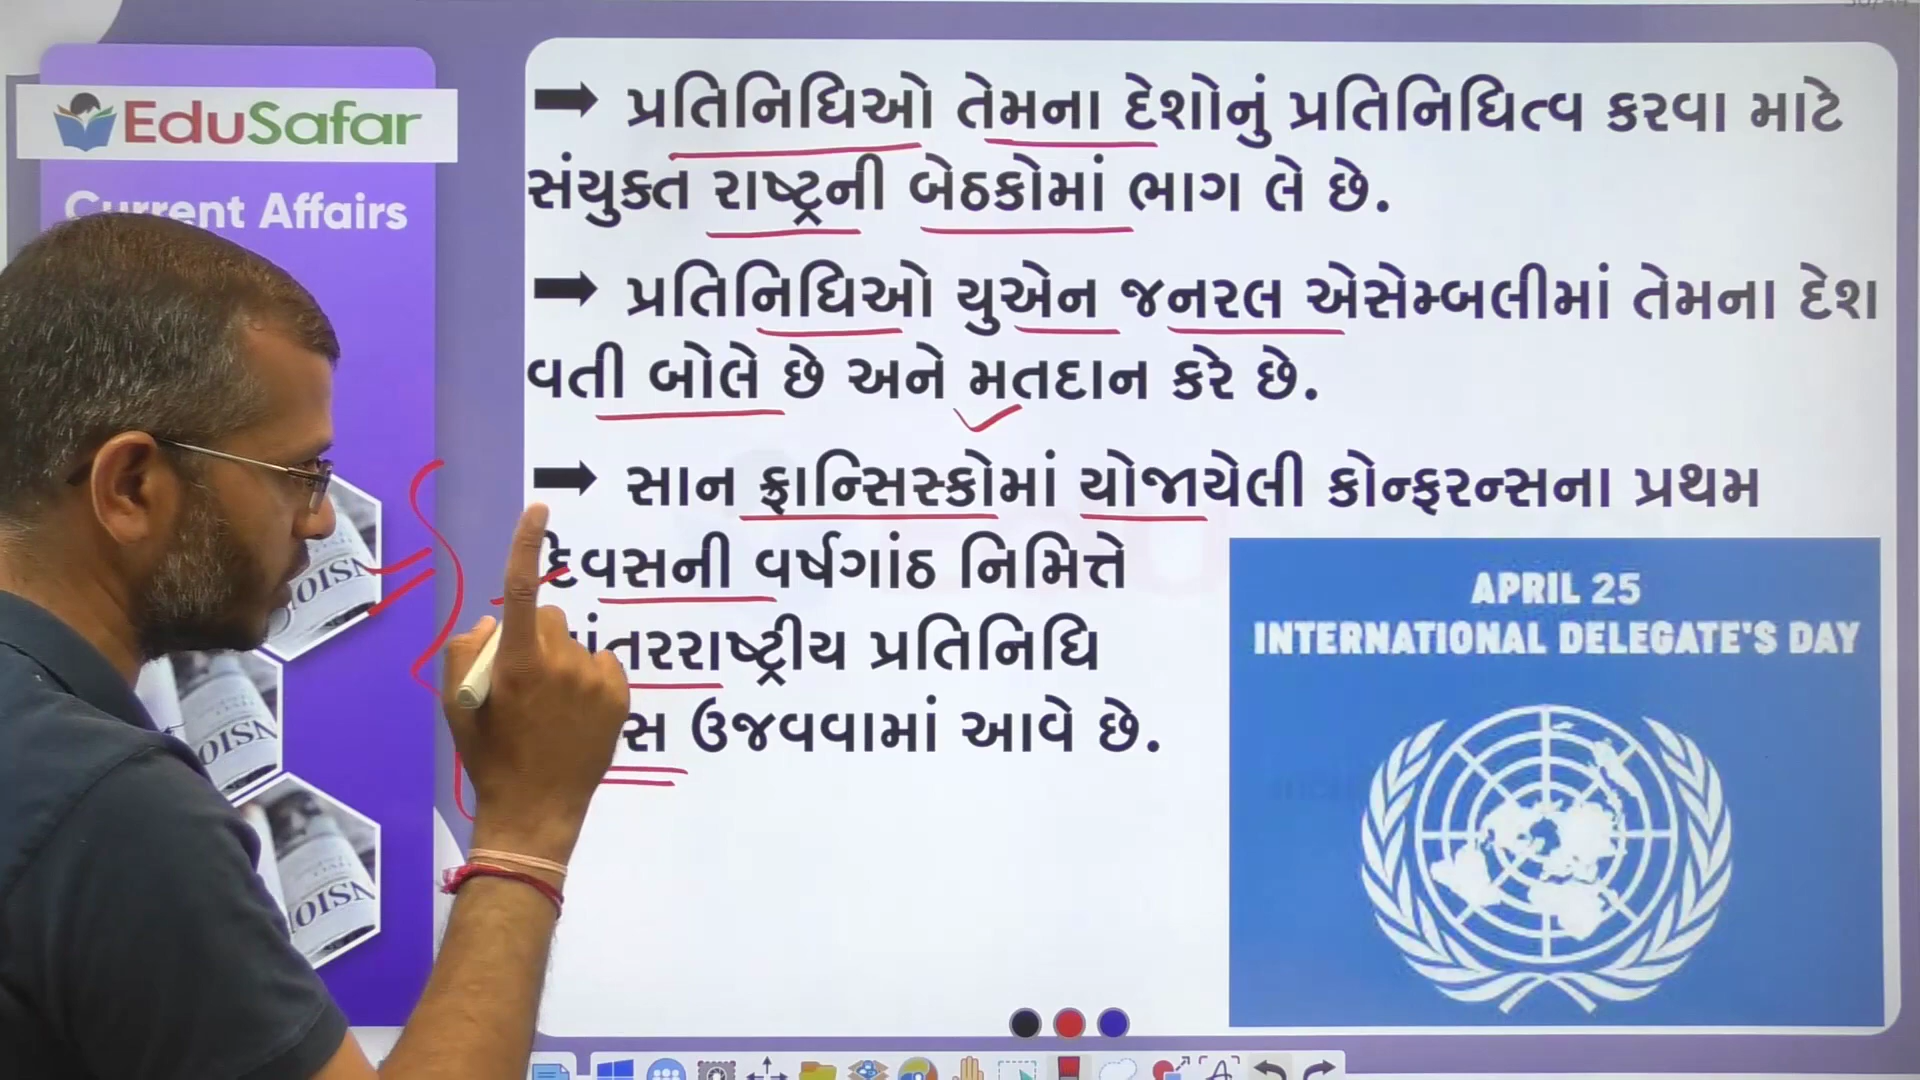 EduSafar
Current Affairs
➡ પ્રતિનિધિઓ તેમના દેશોનું પ્રતિનિધિત્વ કરવા માટે
સંયુક્ત રાષ્ટ્રની બેઠકોમાં ભાગ લે છે.
➡ પ્રતિનિધિઓ યુએન જનરલ એસેમ્બલીમાં તેમના દેશ
વતી બોલે છે અને મતદાન કરે છે.
➡ સાન ફ્રાન્સિસ્કોમાં યોજાયેલી કોન્ફરન્સના પ્રથમ
દિવસની વર્ષગાંઠ નિમિત્તે
આંતરરાષ્ટ્રીય પ્રતિનિધિ
ઉજવવામાં આવે છે.
APRIL 25
INTERNATIONAL DELEGATE'S DAY